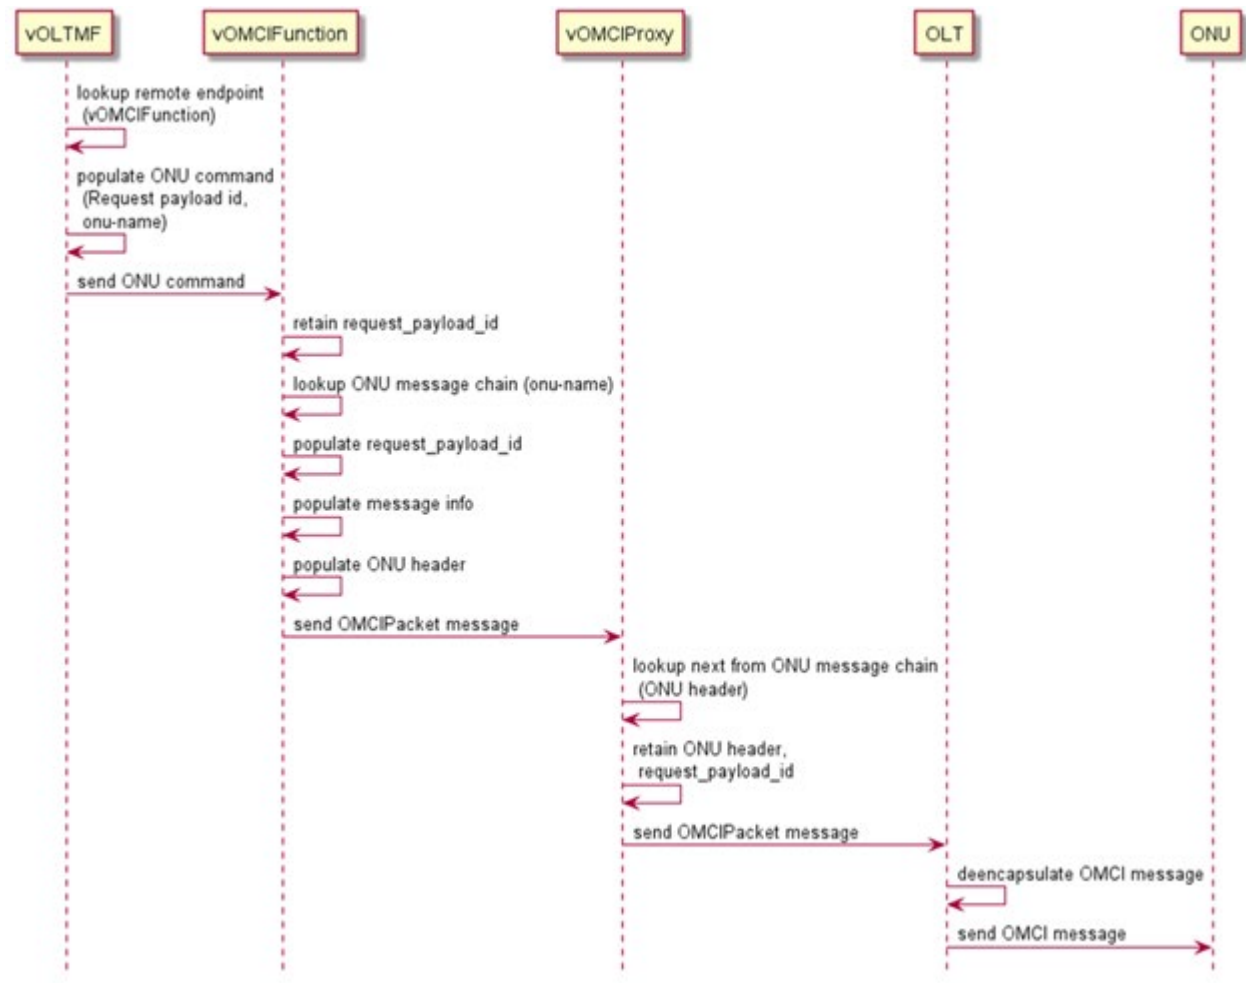 vOLTMF
vOMCIFunction
vOMCIProxy
OLT
ONU
lookup remote endpoint
(vOMCIFunction)
populate ONU command
(Request payload id,
onu-name)
send ONU command
retain request_payload_id
lookup ONU message chain (onu-name)
populate request_payload_id
populate message info
populate ONU header
send OMCIPacket message
lookup next from ONU message chain
(ONU header)
retain ONU header,
request_payload_id
send OMCIPacket message
deencapsulate OMCI message
send OMCI message